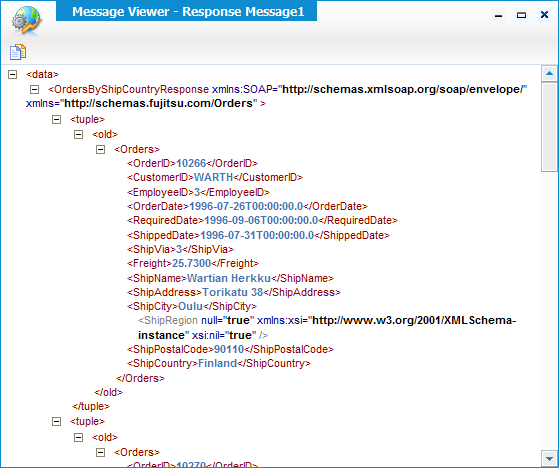 Message Viewer - Response Message1
<data>
<OrdersByShipCountryResponse xmlns:SOAP="http://schemas.xmlsoap.org/soap/envelope/"
xmlns="http://schemas.fujitsu.com/Orders" >
<tuple>
<old>
<Orders>
<OrderID>10266</OrderID>
<CustomerID>WARTH</CustomerID>
<EmployeeID>3</EmployeeID>
<OrderDate>1996-07-26T00:00:00.0</OrderDate>
<RequiredDate>1996-09-06T00:00:00.0</RequiredDate>
<ShippedDate>1996-07-31T00:00:00.0</ShippedDate>
<ShipVia>3</ShipVia>
<Freight>25.7300</Freight>
<ShipName>Wartian Herkku</ShipName>
<ShipAddress>Torikatu 38</ShipAddress>
<ShipCity>Oulu</ShipCity>
<ShipRegion null="true" xmlns:xsi="http://www.w3.org/2001/XMLSchema-
instance" xsi:nil="true" />
<ShipPostalCode>90110</ShipPostalCode>
<ShipCountry>Finland</ShipCountry>
</Orders>
</old>
</tuple>
<tuple>
<old>
<Orders>
<OrderID>10270</OrderID>